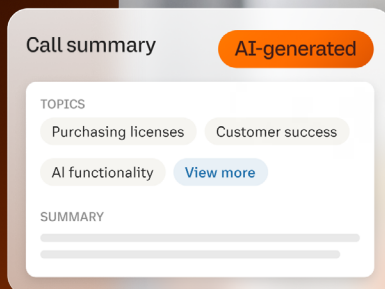 Call summary
AI-generated
TOPICS
Purchasing licenses
Customer success
AI functionality
View more
SUMMARY